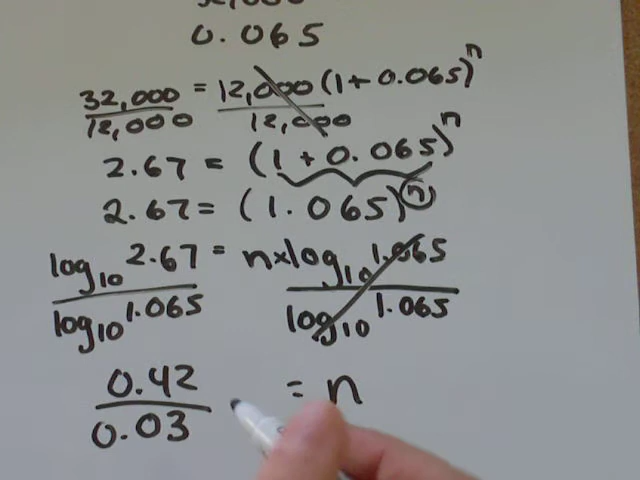 0.065
32,000 = 12,000 (1 + 0.065)^n
12,000 12,000
2.67 = (1 + 0.065)^n
2.67 = (1.065)^n
log10 2.67 = n × log10 1.065
log10 1.065 log10 1.065
0.42 = n
0.03